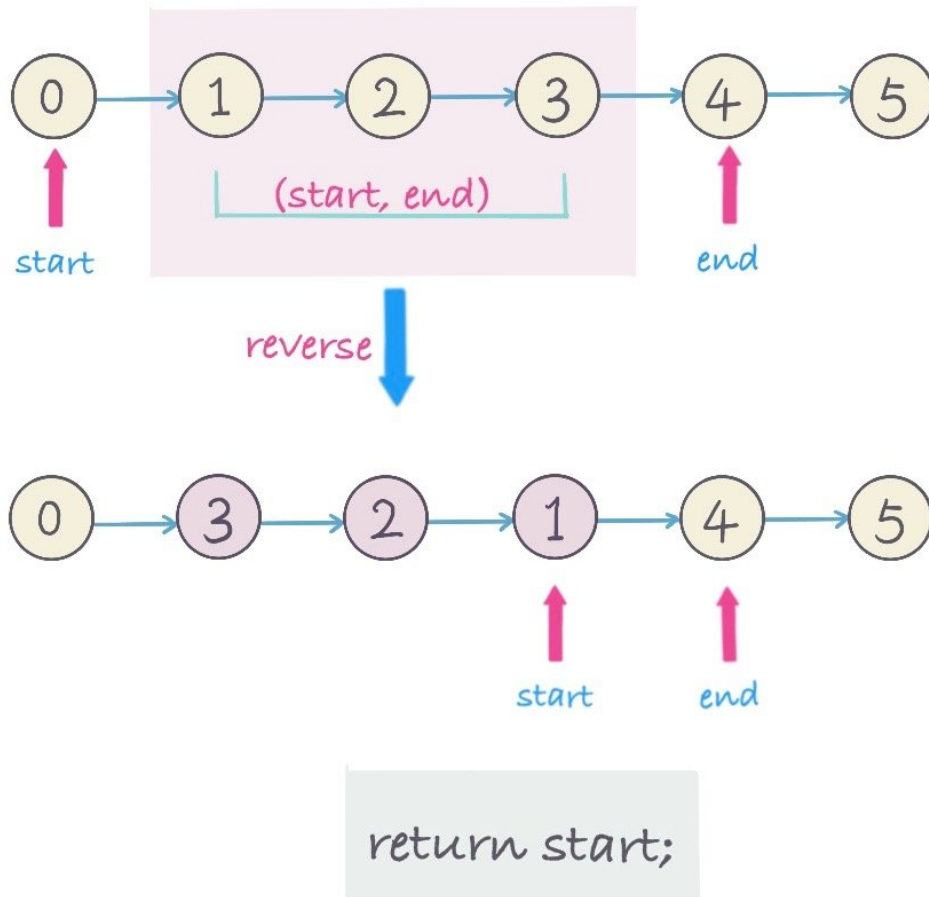 0 1 2 3 4 5
(start, end)
start end
reverse
0 3 2 1 4 5
start end
return start;